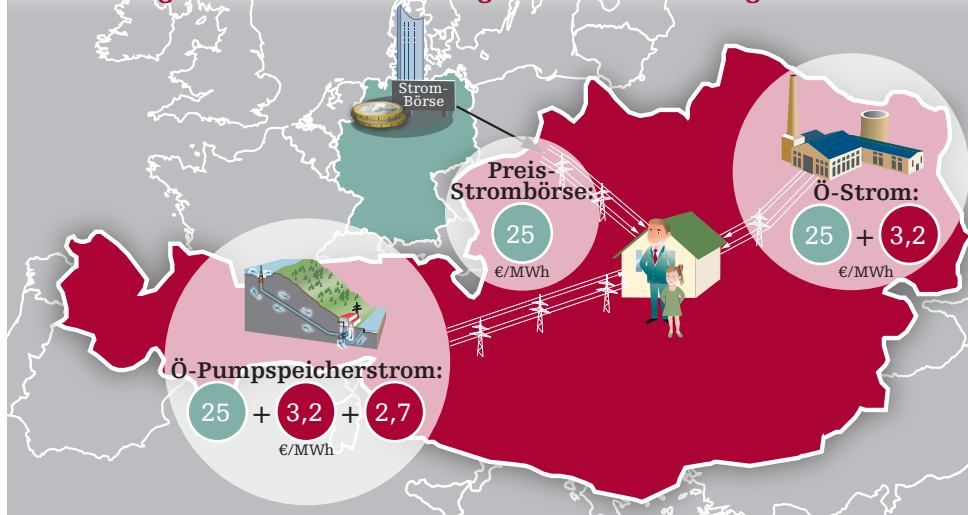 Strom-
Börse
Preis-
Strombörse:
25
€/MWh
Ö-Strom:
25 + 3,2
€/MWh
Ö-Pumpspeicherstrom:
25 + 3,2 + 2,7
€/MWh